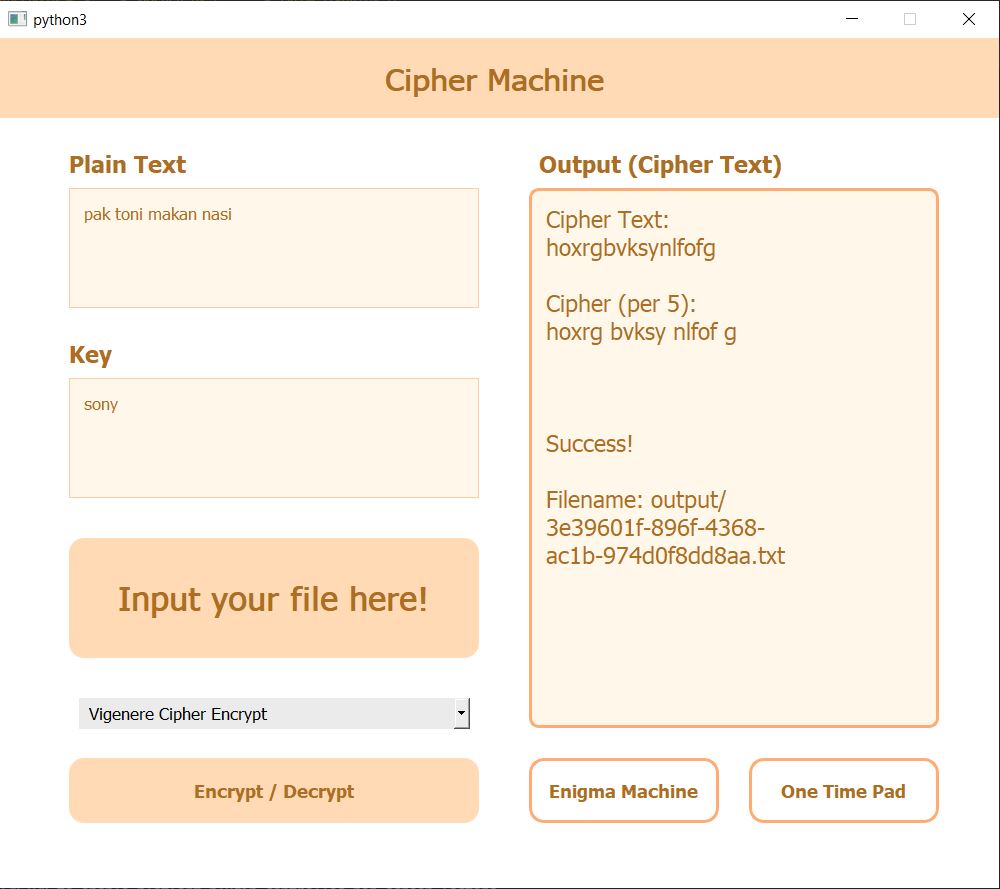 python3
Cipher Machine
Plain Text
pak toni makan nasi
Key
sony
Input your file here!
Vigenere Cipher Encrypt
Encrypt / Decrypt
Output (Cipher Text)
Cipher Text:
hoxrgbvksynlfofg
Cipher (per 5):
hoxrg bvksy nlfof g
Success!
Filename: output/
3e39601f-896f-4368-
ac1b-974d0f8dd8aa.txt
Enigma Machine
One Time Pad